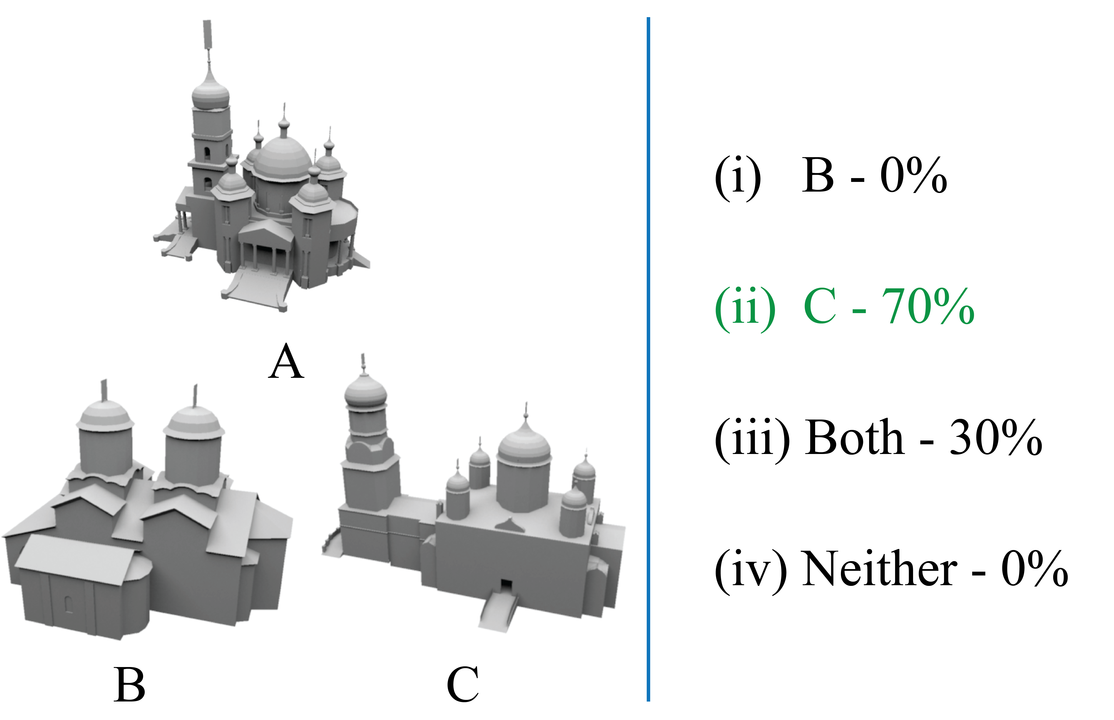 A
B
C
(i) B - 0%
(ii) C - 70%
(iii) Both - 30%
(iv) Neither - 0%